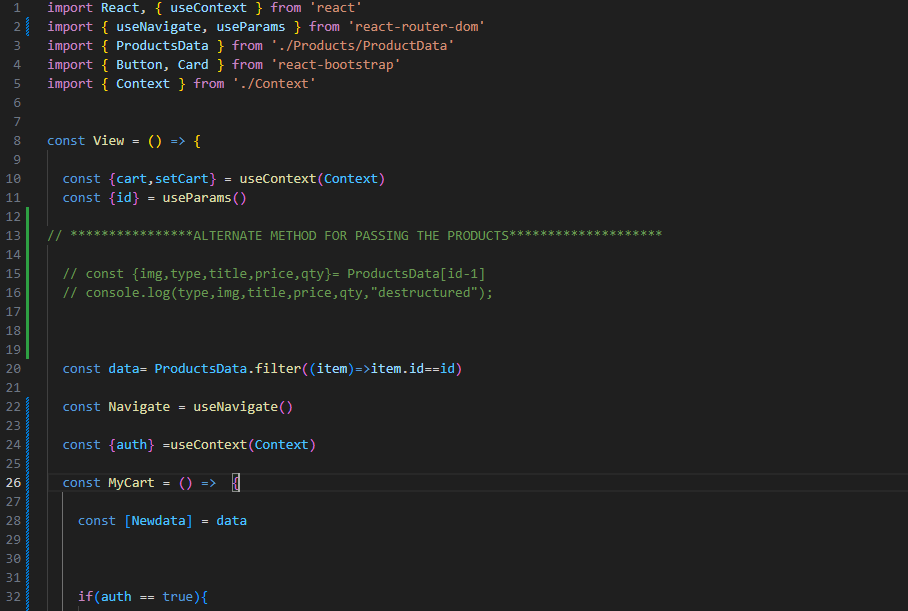 1 import React, { useContext } from 'react'
2 import { useNavigate, useParams } from 'react-router-dom'
3 import { ProductsData } from './Products/ProductData'
4 import { Button, Card } from 'react-bootstrap'
5 import { Context } from './Context'
6
7
8 const View = () => {
9
10 const {cart,setCart} = useContext(Context)
11 const {id} = useParams()
12
13 // ****************ALTERNATE METHOD FOR PASSING THE PRODUCTS********************
14
15 // const {img,type,title,price,qty}= ProductsData[id-1]
16 // console.log(type,img,title,price,qty,"destructured");
17
18
19
20 const data= ProductsData.filter((item)=>item.id==id)
21
22 const Navigate = useNavigate()
23
24 const {auth} =useContext(Context)
25
26 const MyCart = () =>  {
27
28 const [Newdata] = data
29
30
31
32 if(auth == true){